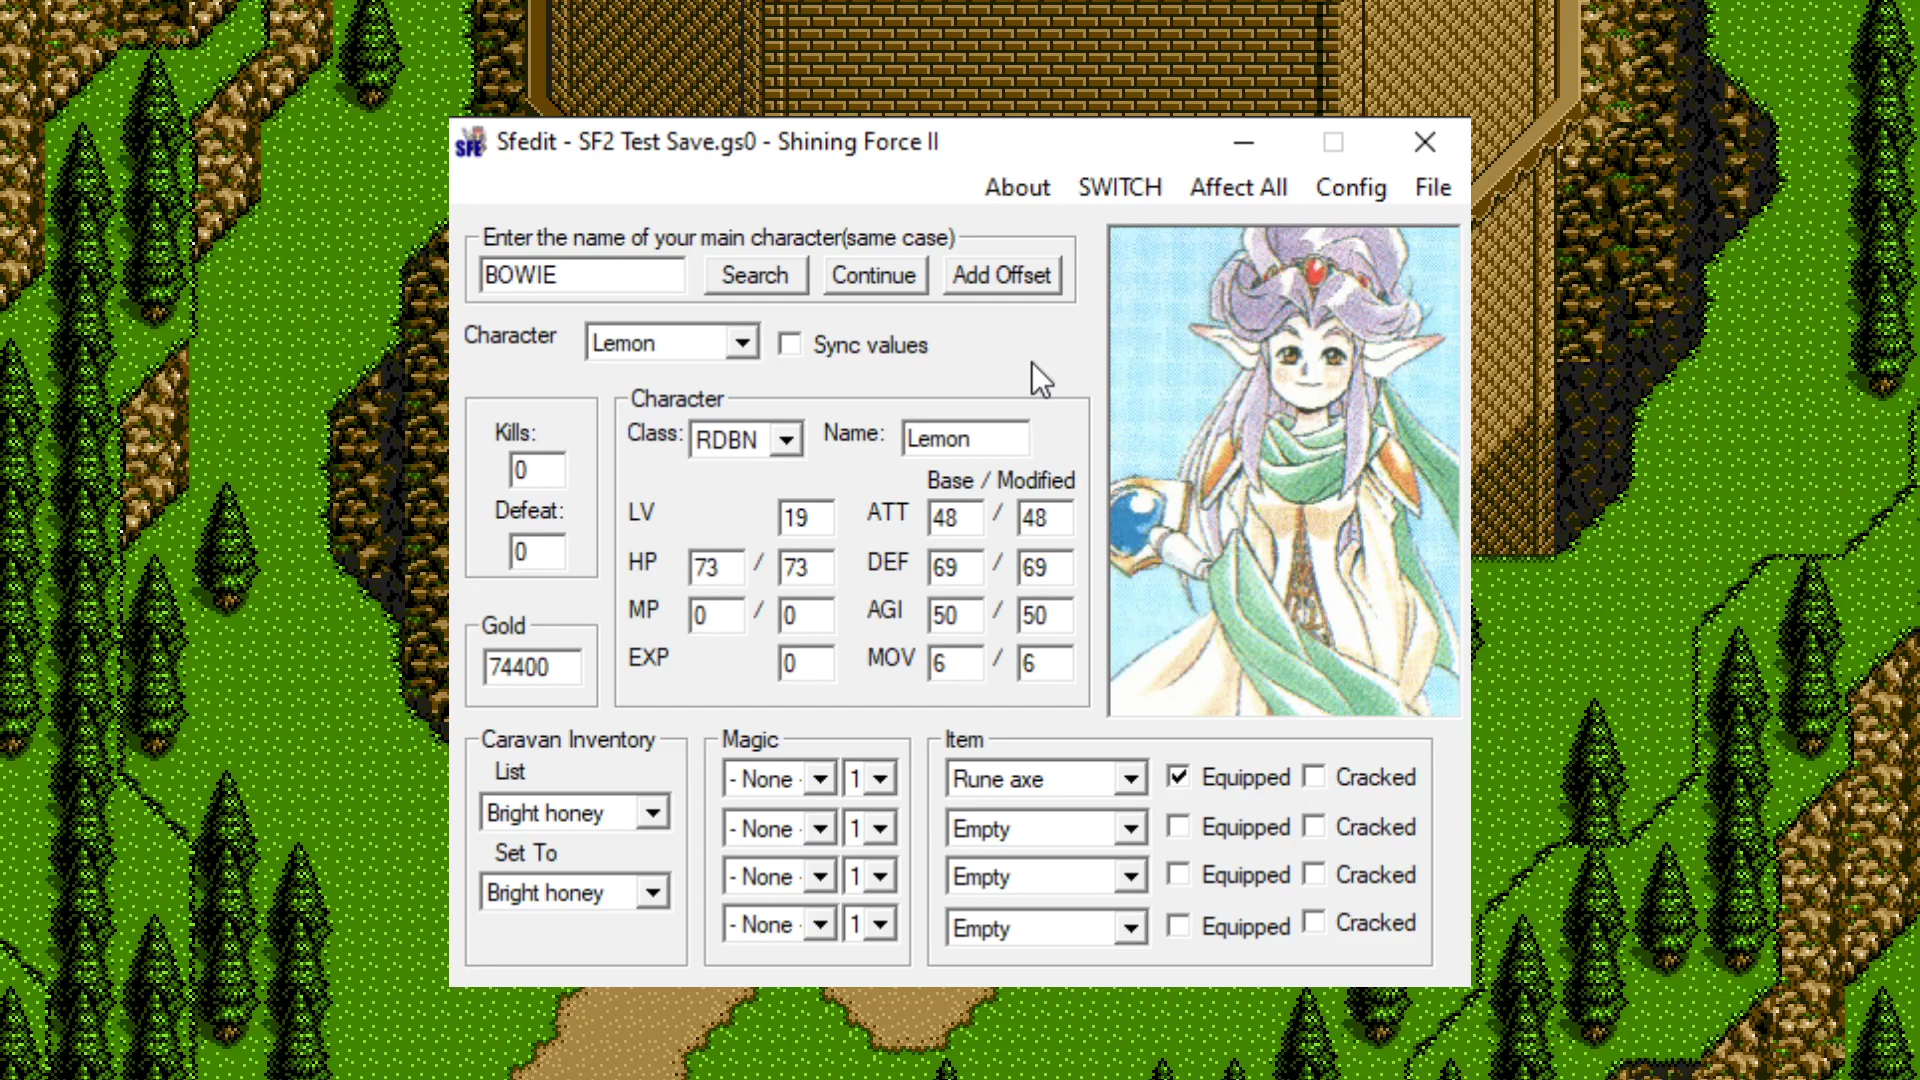 SFE Sfedit - SF2 Test Save.gs0 - Shining Force II
About SWITCH Affect All Config File
Enter the name of your main character(same case)
BOWIE Search Continue Add Offset
Character Lemon Sync values
Kills:
0
Defeat:
0
Gold
74400
Character
Class: RDBN Name: Lemon
Base / Modified
LV 19 ATT 48 / 48
HP 73 / 73 DEF 69 / 69
MP 0 / 0 AGI 50 / 50
EXP 0 MOV 6 / 6
Caravan Inventory
List
Bright honey
Set To
Bright honey
Magic
- None 1
- None 1
- None 1
- None 1
Item
Rune axe Equipped Cracked
Empty Equipped Cracked
Empty Equipped Cracked
Empty Equipped Cracked